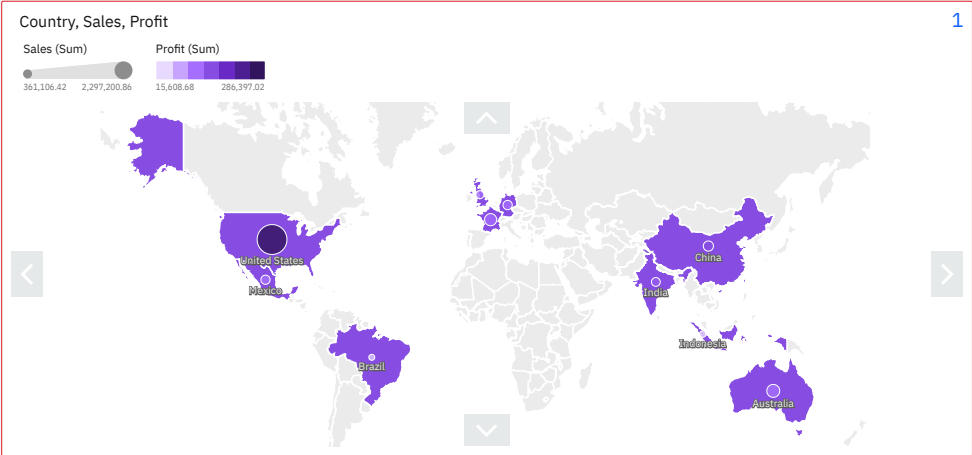 Country, Sales, Profit
1
Sales (Sum)
Profit (Sum)
361,106.42
2,297,200.86
15,608.68
286,397.02
United States
Mexico
Brazil
China
India
Indonesia
Australia